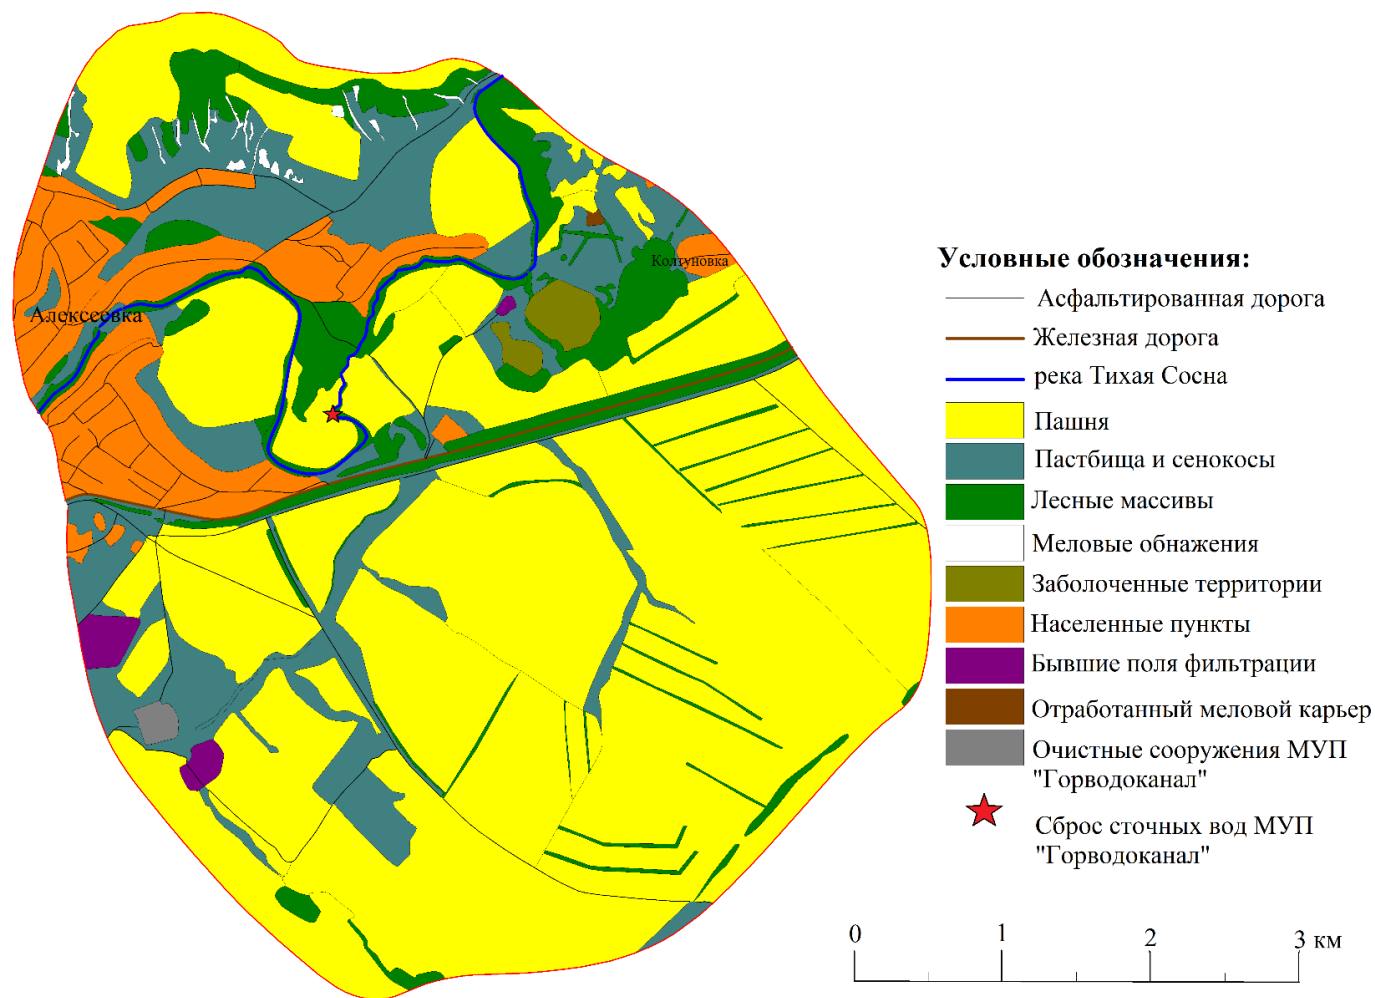 Условные обозначения:
Асфальтированная дорога
Железная дорога
река Тихая Сосна
Пашня
Пастбища и сенокосы
Лесные массивы
Меловые обнажения
Заболоченные территории
Населенные пункты
Бывшие поля фильтрации
Отработанный меловой карьер
Очистные сооружения МУП
"Горводоканал"
Сброс сточных вод МУП
"Горводоканал"
Колтуновка
Алексеевка
0 1 2 3 км